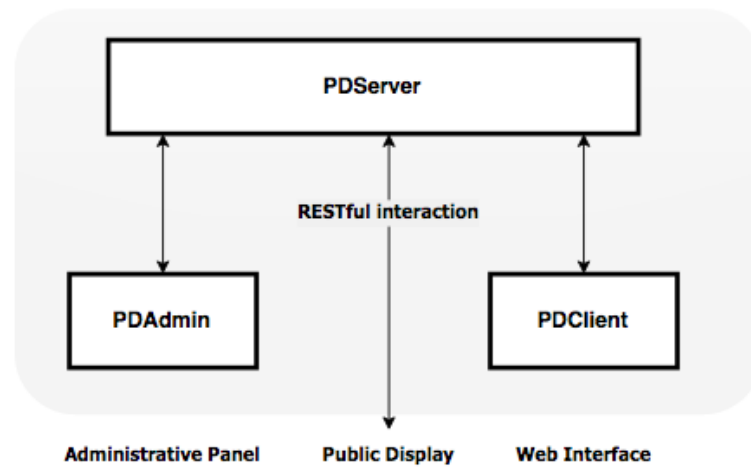 PDServer
RESTful interaction
PDAdmin
PDClient
Administrative Panel
Public Display
Web Interface